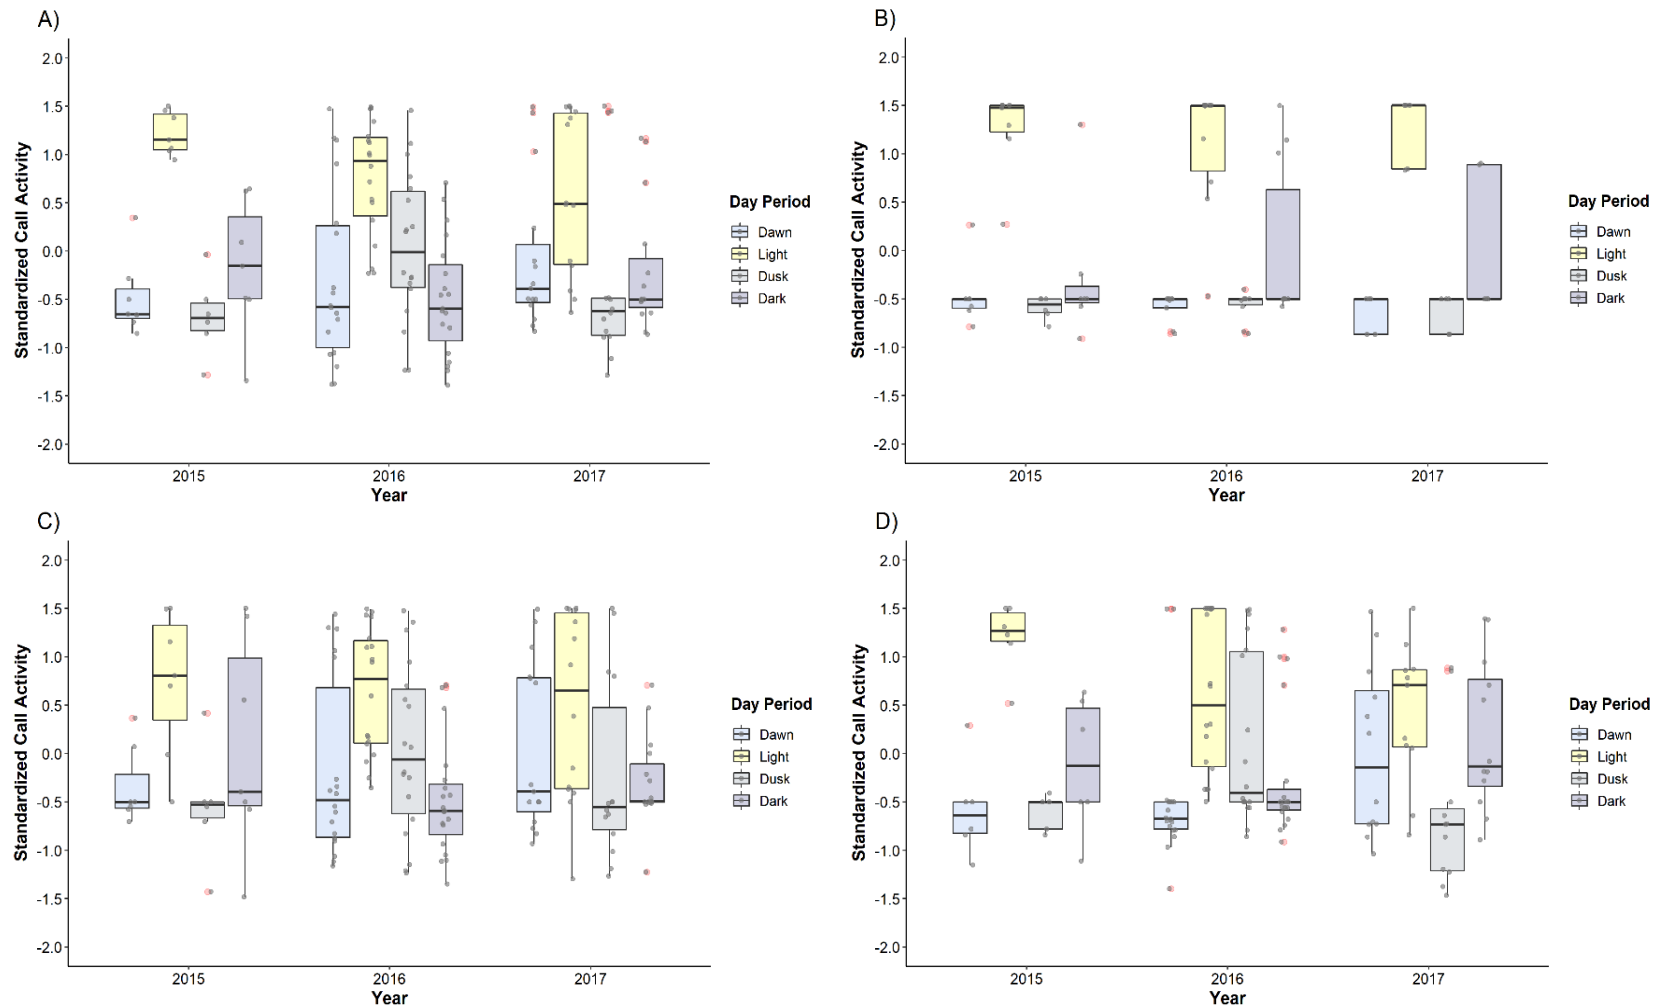 A)
Standardized Call Activity
2.0
1.5
1.0
0.5
0.0
-0.5
-1.0
-1.5
-2.0
2015 2016 2017
Year
Day Period
Dawn
Light
Dusk
Dark
B)
Standardized Call Activity
2.0
1.5
1.0
0.5
0.0
-0.5
-1.0
-1.5
-2.0
2015 2016 2017
Year
Day Period
Dawn
Light
Dusk
Dark
C)
Standardized Call Activity
2.0
1.5
1.0
0.5
0.0
-0.5
-1.0
-1.5
-2.0
2015 2016 2017
Year
Day Period
Dawn
Light
Dusk
Dark
D)
Standardized Call Activity
2.0
1.5
1.0
0.5
0.0
-0.5
-1.0
-1.5
-2.0
2015 2016 2017
Year
Day Period
Dawn
Light
Dusk
Dark